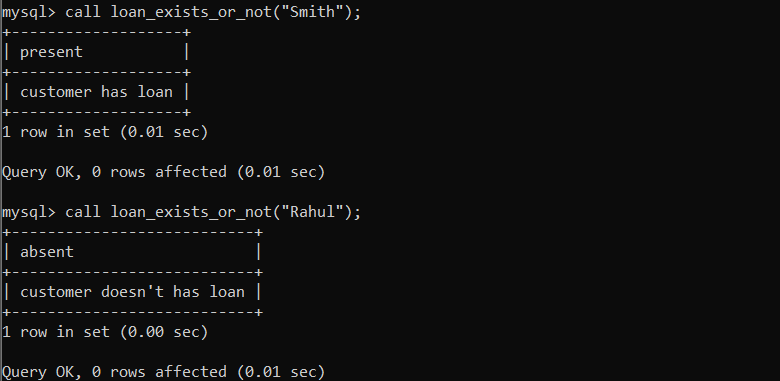 mysql> call loan_exists_or_not("Smith");
+-------------------+
| present           |
+-------------------+
| customer has loan |
+-------------------+
1 row in set (0.01 sec)

Query OK, 0 rows affected (0.01 sec)

mysql> call loan_exists_or_not("Rahul");
+---------------------------+
| absent                    |
+---------------------------+
| customer doesn't has loan |
+---------------------------+
1 row in set (0.00 sec)

Query OK, 0 rows affected (0.01 sec)